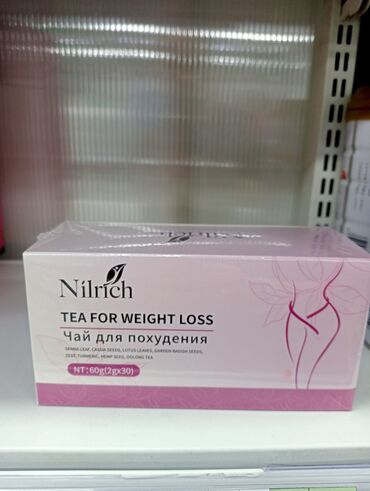 Nilrich
TEA FOR WEIGHT LOSS
Чай для похудения
SENNA LEAF, CASSIA SEEDS, LOTUS LEAVES, GARDEN RADISH SEEDS,
ZEST, TURMERIC, HEMP SEED, OOLONG TEA
NT:60g(2gx30)
Nilrich